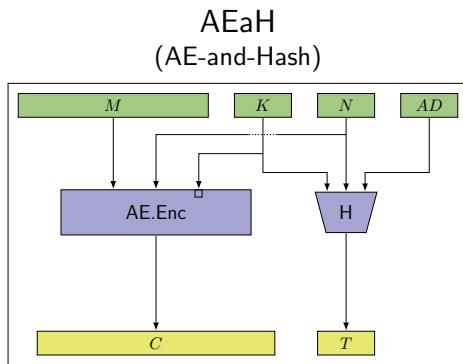 AEaH
(AE-and-Hash)
M K N AD
AE.Enc H
C T